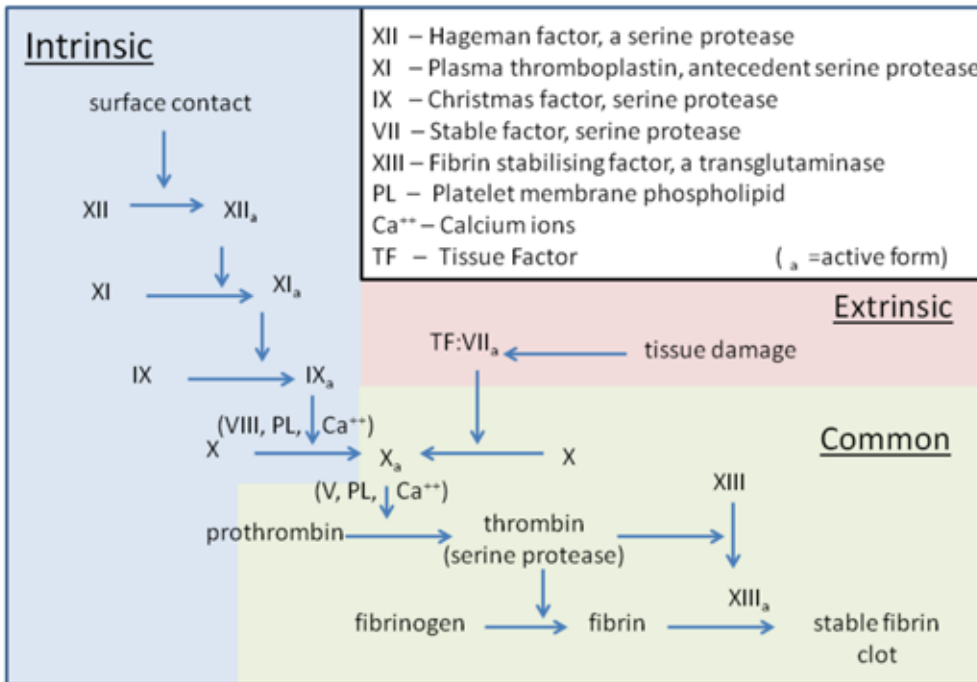 Intrinsic
XII – Hageman factor, a serine protease
XI – Plasma thromboplastin, antecedent serine protease
IX – Christmas factor, serine protease
VII – Stable factor, serine protease
XIII – Fibrin stabilising factor, a transglutaminase
PL – Platelet membrane phospholipid
Ca⁺⁺ – Calcium ions
TF – Tissue Factor ( ₐ =active form)
surface contact
XII XIIₐ
XI XIₐ
Extrinsic
TF:VIIₐ tissue damage
IX IXₐ
Common
(VIII, PL, Ca⁺⁺)
X Xₐ X
(V, PL, Ca⁺⁺)
XIII
prothrombin thrombin
(serine protease)
XIIIₐ
fibrinogen fibrin stable fibrin
clot